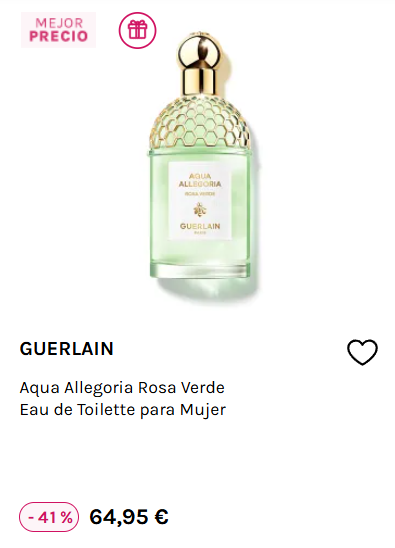 MEJOR
PRECIO
AQUA
ALLEGORIA
ROSA VERDE
GUERLAIN
PARIS
GUERLAIN
Aqua Allegoria Rosa Verde
Eau de Toilette para Mujer
- 41 %
64,95 €